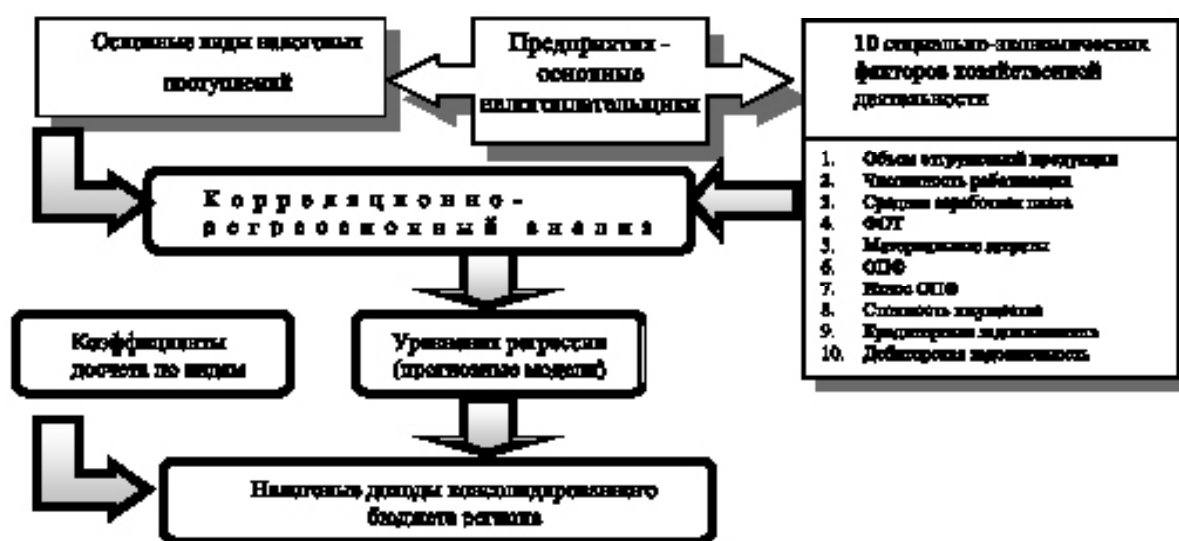 Основные виды налоговых
поступлений
Предприятия -
основные
налогоплательщики
10 социально-экономических
факторов хозяйственной
деятельности
1. Объем отгруженной продукции
2. Численность работающих
3. Средняя заработная плата
4. ФОТ
5. Материальные затраты
6. ОПФ
7. Износ ОПФ
8. Стоимость имущества
9. Кредиторская задолженность
10. Дебиторская задолженность
Корреляционно-
регрессионный анализ
Коэффициенты
досчета по видам
Уравнения регрессии
(прогнозные модели)
Налоговые доходы консолидированного
бюджета региона